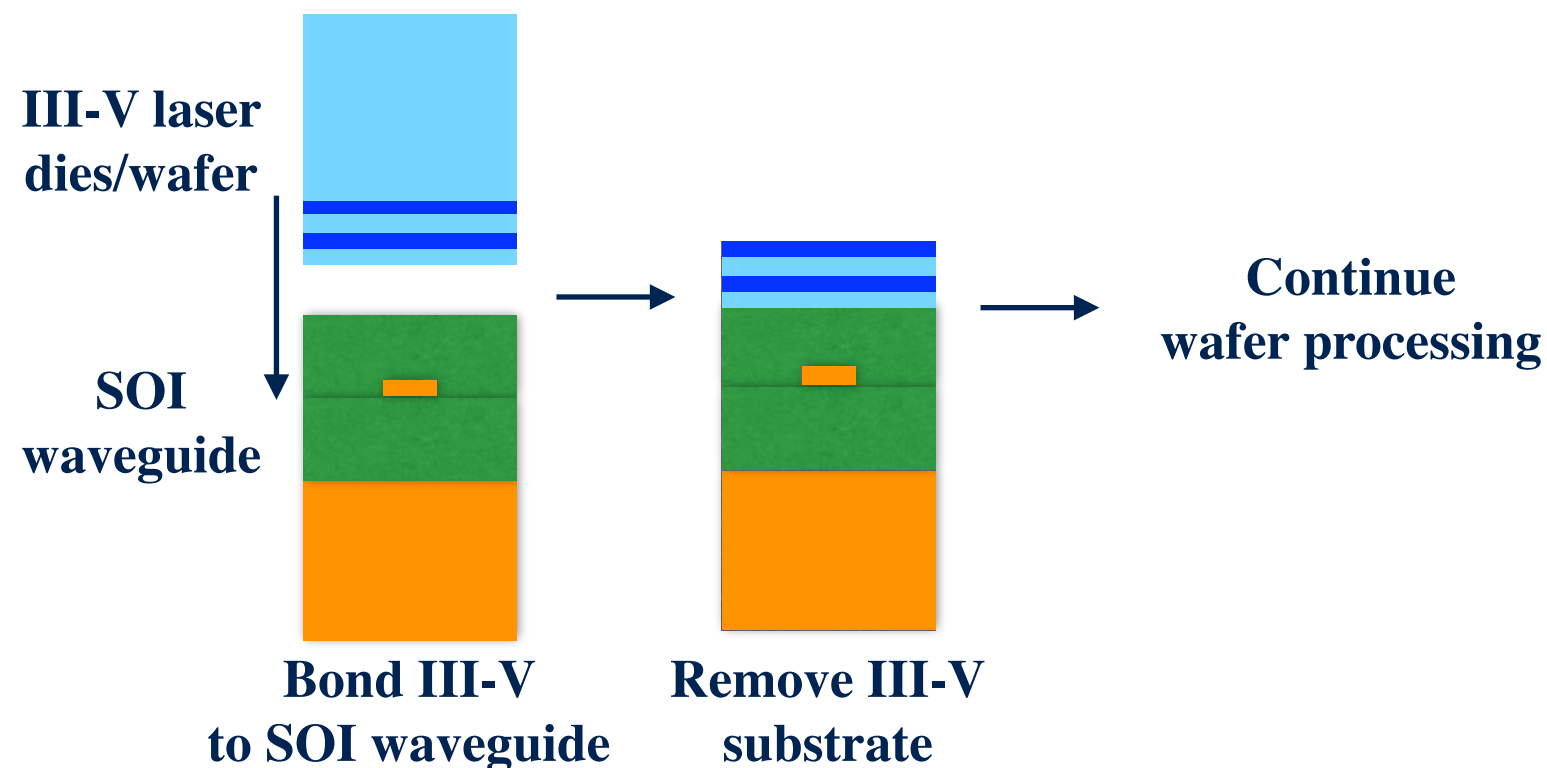 III-V laser
dies/wafer
SOI
waveguide
Bond III-V
to SOI waveguide
Remove III-V
substrate
Continue
wafer processing